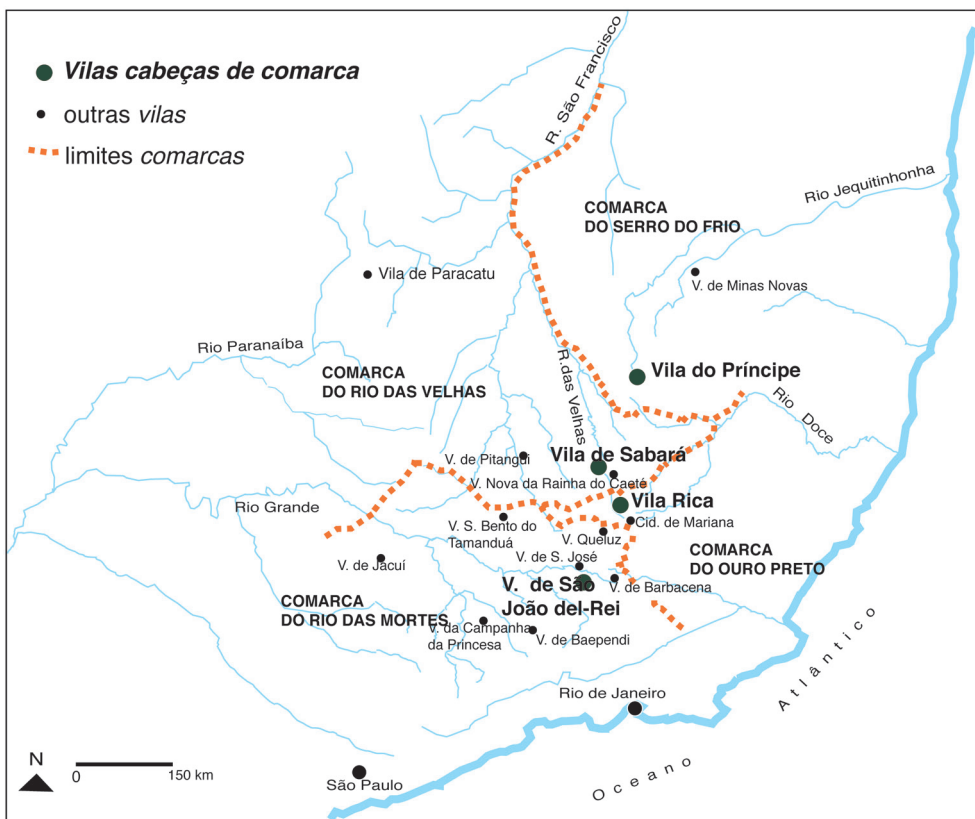 Vilas cabeças de comarca
outras vilas
limites comarcas
R. São Francisco
Rio Jequitinhonha
COMARCA
DO SERRO DO FRIO
Vila de Paracatu
V. de Minas Novas
Rio Paranaíba
COMARCA
DO RIO DAS VELHAS
R.das Velhas
Vila do Príncipe
Rio Doce
V. de Pitangui
Vila de Sabará
V. Nova da Rainha do Caeté
Rio Grande
Vila Rica
V. S. Bento do
Tamanduá
Cid. de Mariana
V. Queluz
V. de Jacuí
V. de S. José
COMARCA
DO OURO PRETO
V. de São
João del-Rei
V. de Barbacena
COMARCA
DO RIO DAS MORTES
V. da Campanha
da Princesa
V. de Baependi
Rio de Janeiro
Oceano Atlântico
N
0 150 km
São Paulo